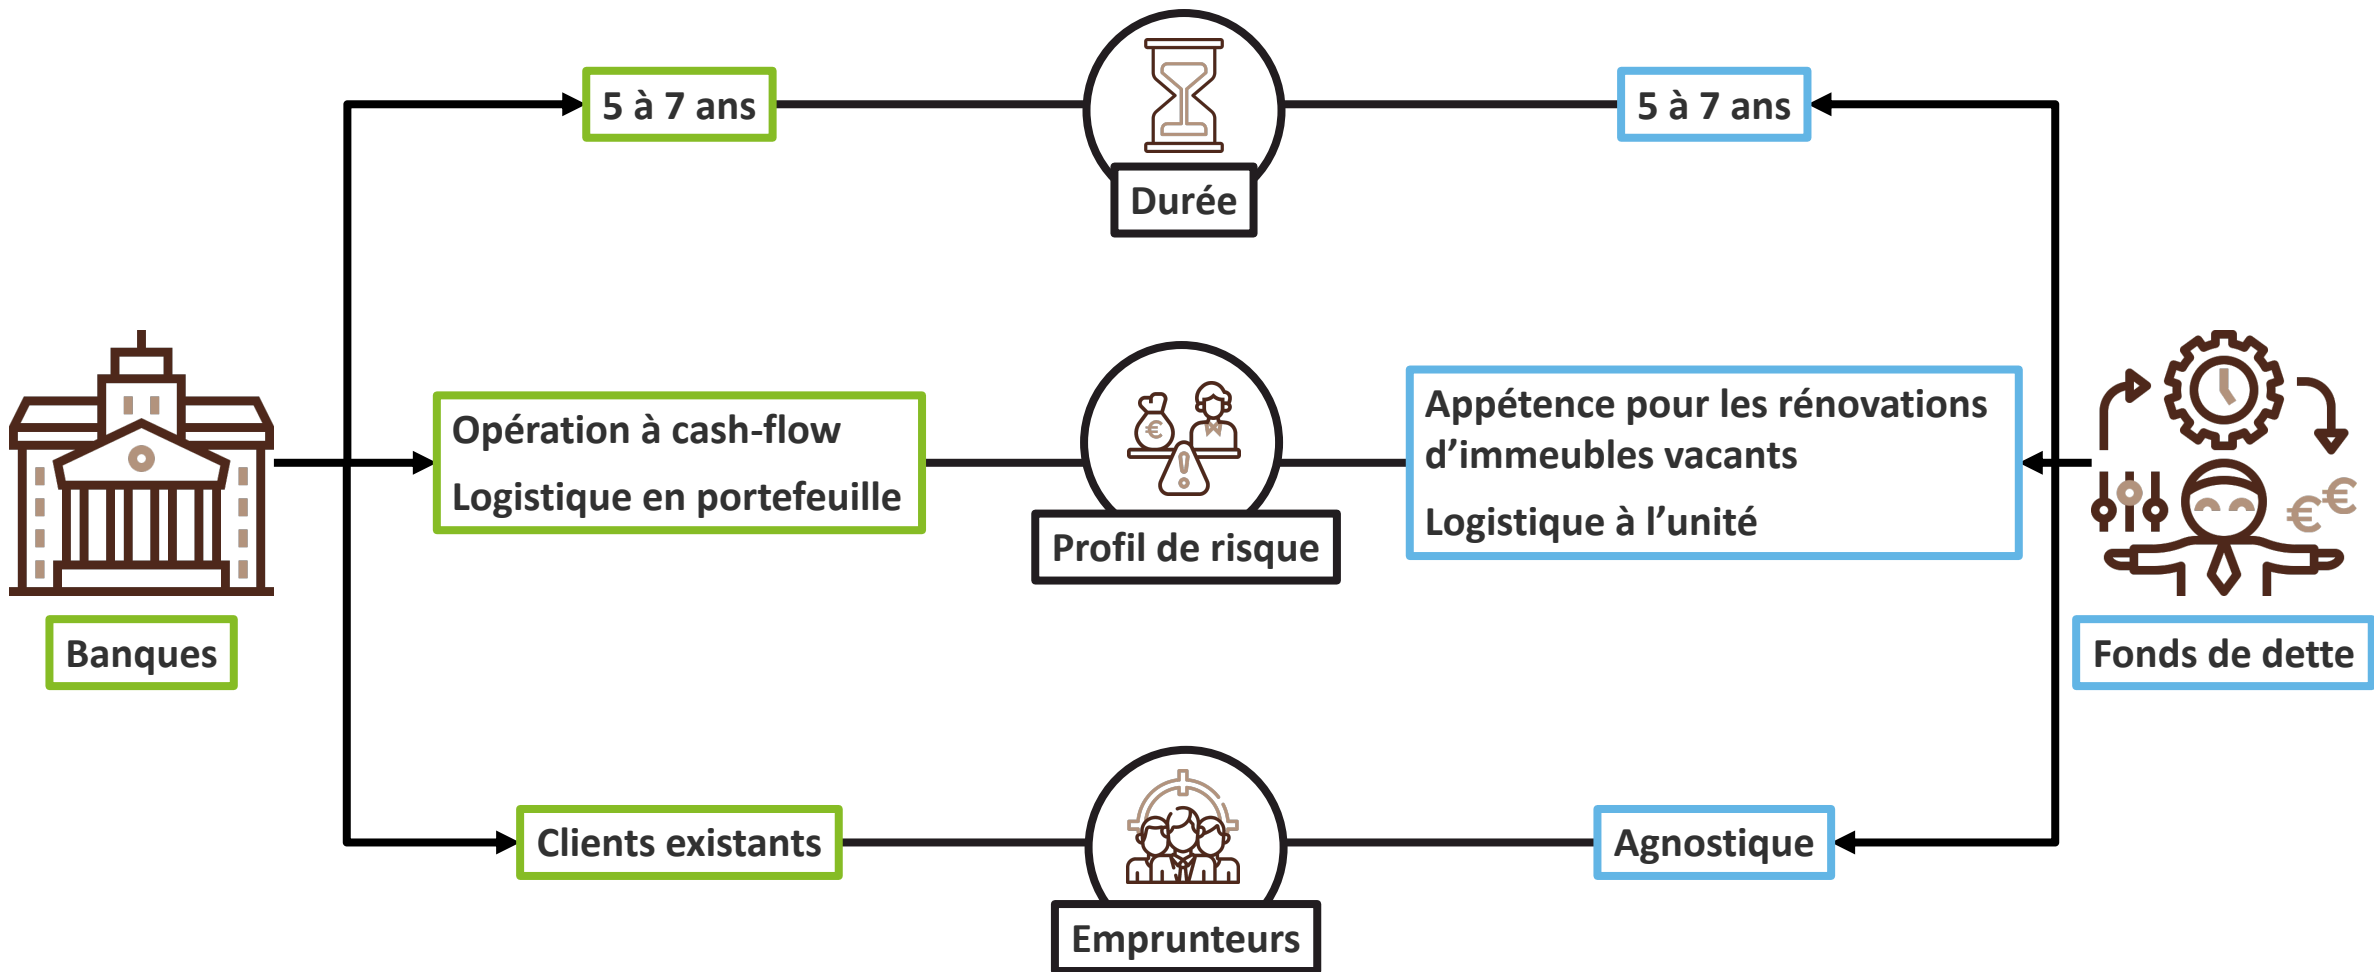 5 à 7 ans
5 à 7 ans
Durée
Opération à cash-flow
Logistique en portefeuille
Profil de risque
Appétence pour les rénovations
d’immeubles vacants
Logistique à l’unité
Banques
Fonds de dette
Clients existants
Agnostique
Emprunteurs